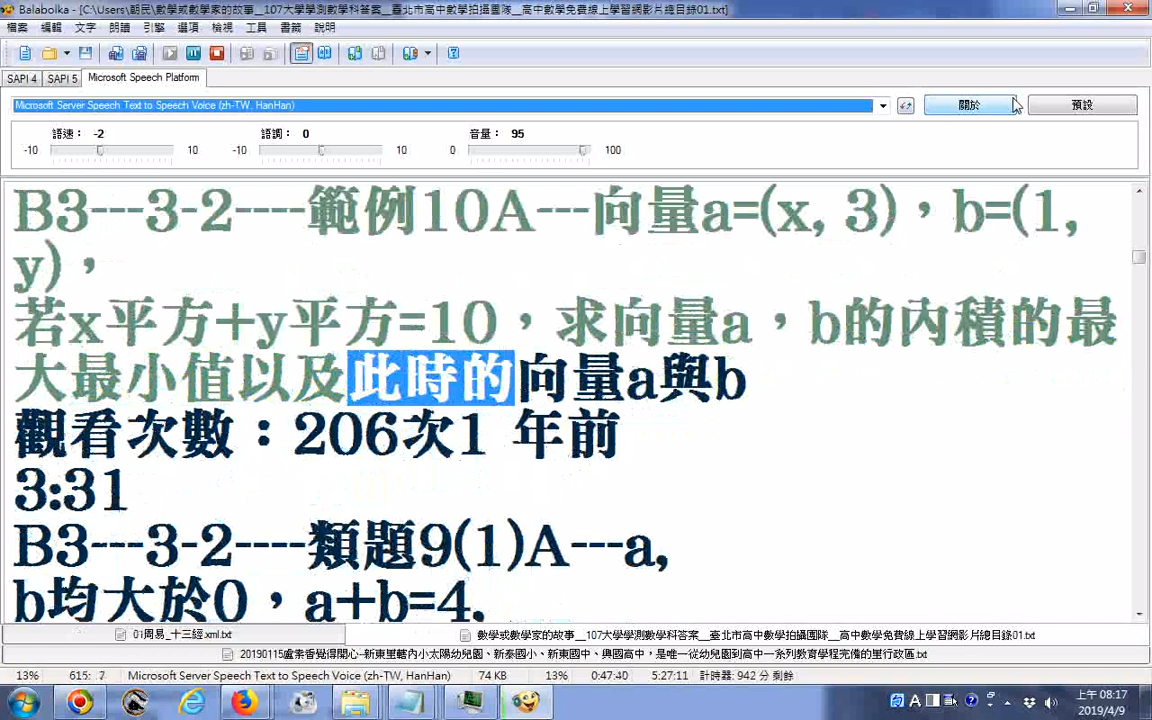 Balabolka - [C:\Users\朝民\數學或數學家的故事__107大學學測數學科答案__臺北市高中數學拍攝團隊__高中數學免費線上學習網影片總目錄01.txt]
檔案 編輯 文字 朗讀 引擎 選項 檢視 工具 書籤 說明
SAPI 4 SAPI 5 Microsoft Speech Platform
Microsoft Server Speech Text to Speech Voice (zh-TW, HanHan) 關於 預設
語速： -2 語調： 0 音量： 95
-10 10 -10 10 0 100
B3---3-2----範例10A---向量a=(x, 3)，b=(1,
y)，
若x平方+y平方=10，求向量a，b的內積的最
大最小值以及此時的向量a與b
觀看次數：206次1 年前
3:31
B3---3-2----類題9(1)A---a,
b均大於0，a+b=4,
01周易_十三經.xml.txt 數學或數學家的故事__107大學學測數學科答案__臺北市高中數學拍攝團隊__高中數學免費線上學習網影片總目錄01.txt
20190115盧素香覺得開心-新東里轄內小太陽幼兒園、新泰國小、新東國中、興國高中，是唯一從幼兒園到高中一系列教育學程完備的里行政區.txt
13% 615: 7 Microsoft Server Speech Text to Speech Voice (zh-TW, HanHan) 74 KB 13% 0:47:40 5:27:11 計時器: 942 分 剩餘
上午 08:17
2019/4/9